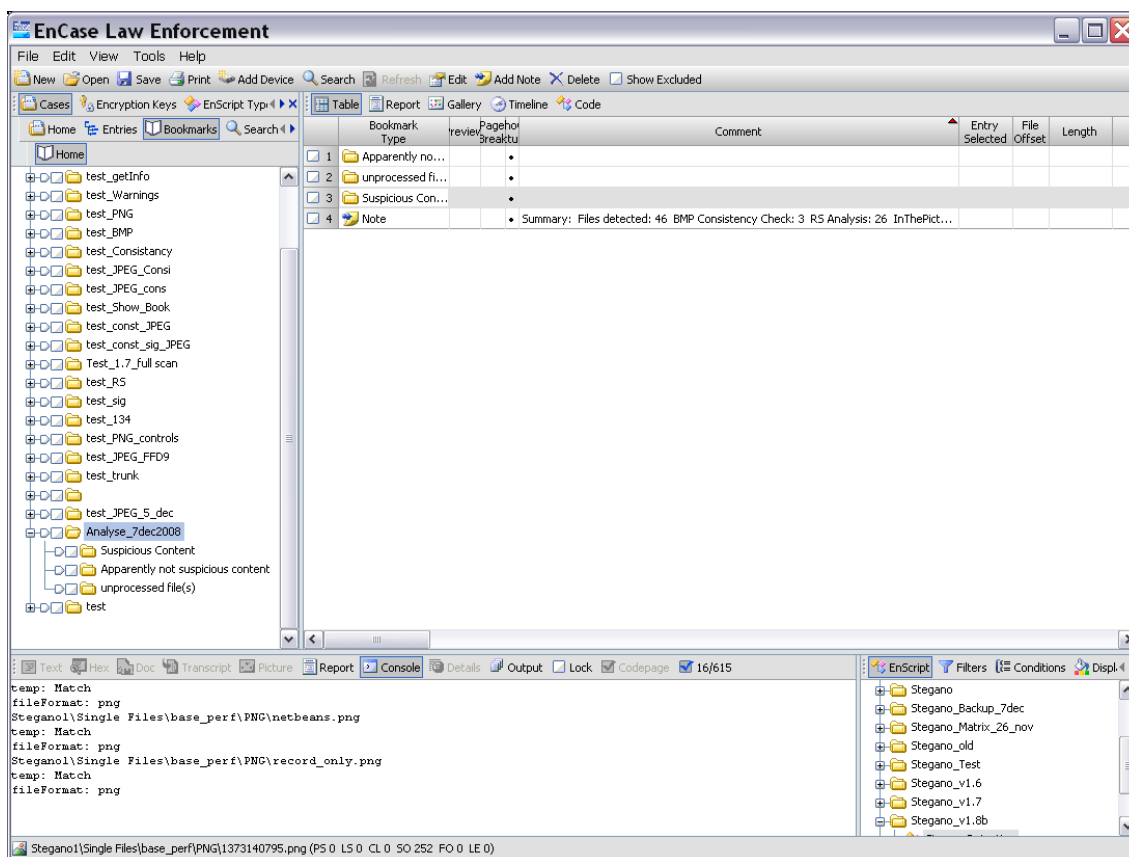 EnCase Law Enforcement
File Edit View Tools Help
New Open Save Print Add Device Search Refresh Edit Add Note Delete Show Excluded
Cases Encryption Keys EnScript Typ
Table Report Gallery Timeline Code
Home Entries Bookmarks Search
Home
Bookmark Type Preview Comment Entry Selected File Offset Length
1 Apparently no... •
2 unprocessed fi... •
3 Suspicious Con... •
4 Note • Summary: Files detected: 46 BMP Consistency Check: 3 RS Analysis: 26 InThePict...
test_getInfo
test_Warnings
test_PNG
test_BMP
test_Consistancy
test_JPEG_Consi
test_JPEG_cons
test_Show_Book
test_const_JPEG
test_const_sig_JPEG
Test_1.7_full scan
test_RS
test_sig
test_134
test_PNG_controls
test_JPEG_FFD9
test_trunk
test_JPEG_5_dec
Analyse_7dec2008
Suspicious Content
Apparently not suspicious content
unprocessed file(s)
test
Text Hex Doc Transcript Picture Report Console Details Output Lock Codepage 16/615
temp: Match
fileFormat: png
Stegano1\Single Files\base_perf\PNG\netbeans.png
temp: Match
fileFormat: png
Stegano1\Single Files\base_perf\PNG\record_only.png
temp: Match
fileFormat: png
EnScript Filters Conditions Displ
Stegano
Stegano_Backup_7dec
Stegano_Matrix_26_nov
Stegano_old
Stegano_Test
Stegano_v1.6
Stegano_v1.7
Stegano_v1.8b
Stegano1\Single Files\base_perf\PNG\1373140795.png (PS 0 LS 0 CL 0 SO 252 FO 0 LE 0)